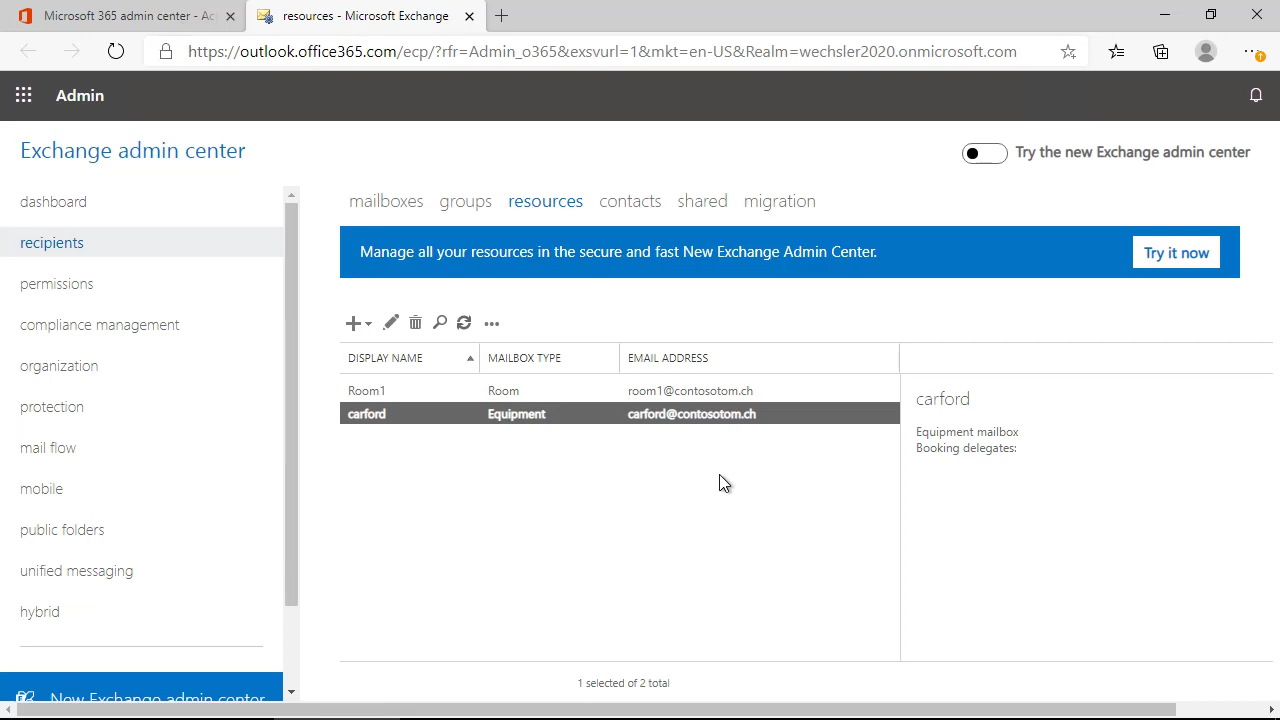 Microsoft 365 admin center - Ac
resources - Microsoft Exchange
https://outlook.office365.com/ecp/?rfr=Admin_o365&exsvurl=1&mkt=en-US&Realm=wechsler2020.onmicrosoft.com
Admin
Exchange admin center
Try the new Exchange admin center
dashboard
recipients
permissions
compliance management
organization
protection
mail flow
mobile
public folders
unified messaging
hybrid
New Exchange admin center
mailboxes groups resources contacts shared migration
Manage all your resources in the secure and fast New Exchange Admin Center.
Try it now
DISPLAY NAME MAILBOX TYPE EMAIL ADDRESS
Room1 Room room1@contosotom.ch
carford Equipment carford@contosotom.ch
carford
Equipment mailbox
Booking delegates:
1 selected of 2 total